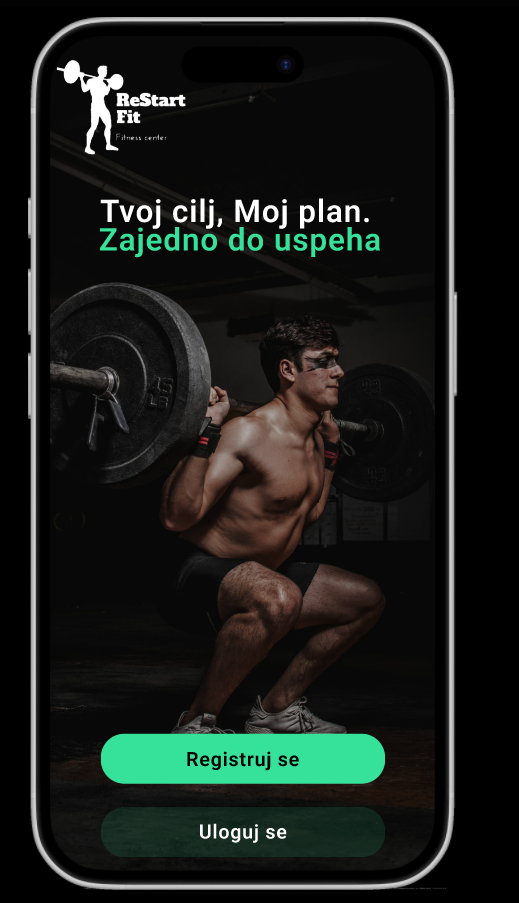 ReStart
Fit
Fitness center
Tvoj cilj, Moj plan.
Zajedno do uspeha
Registruj se
Uloguj se